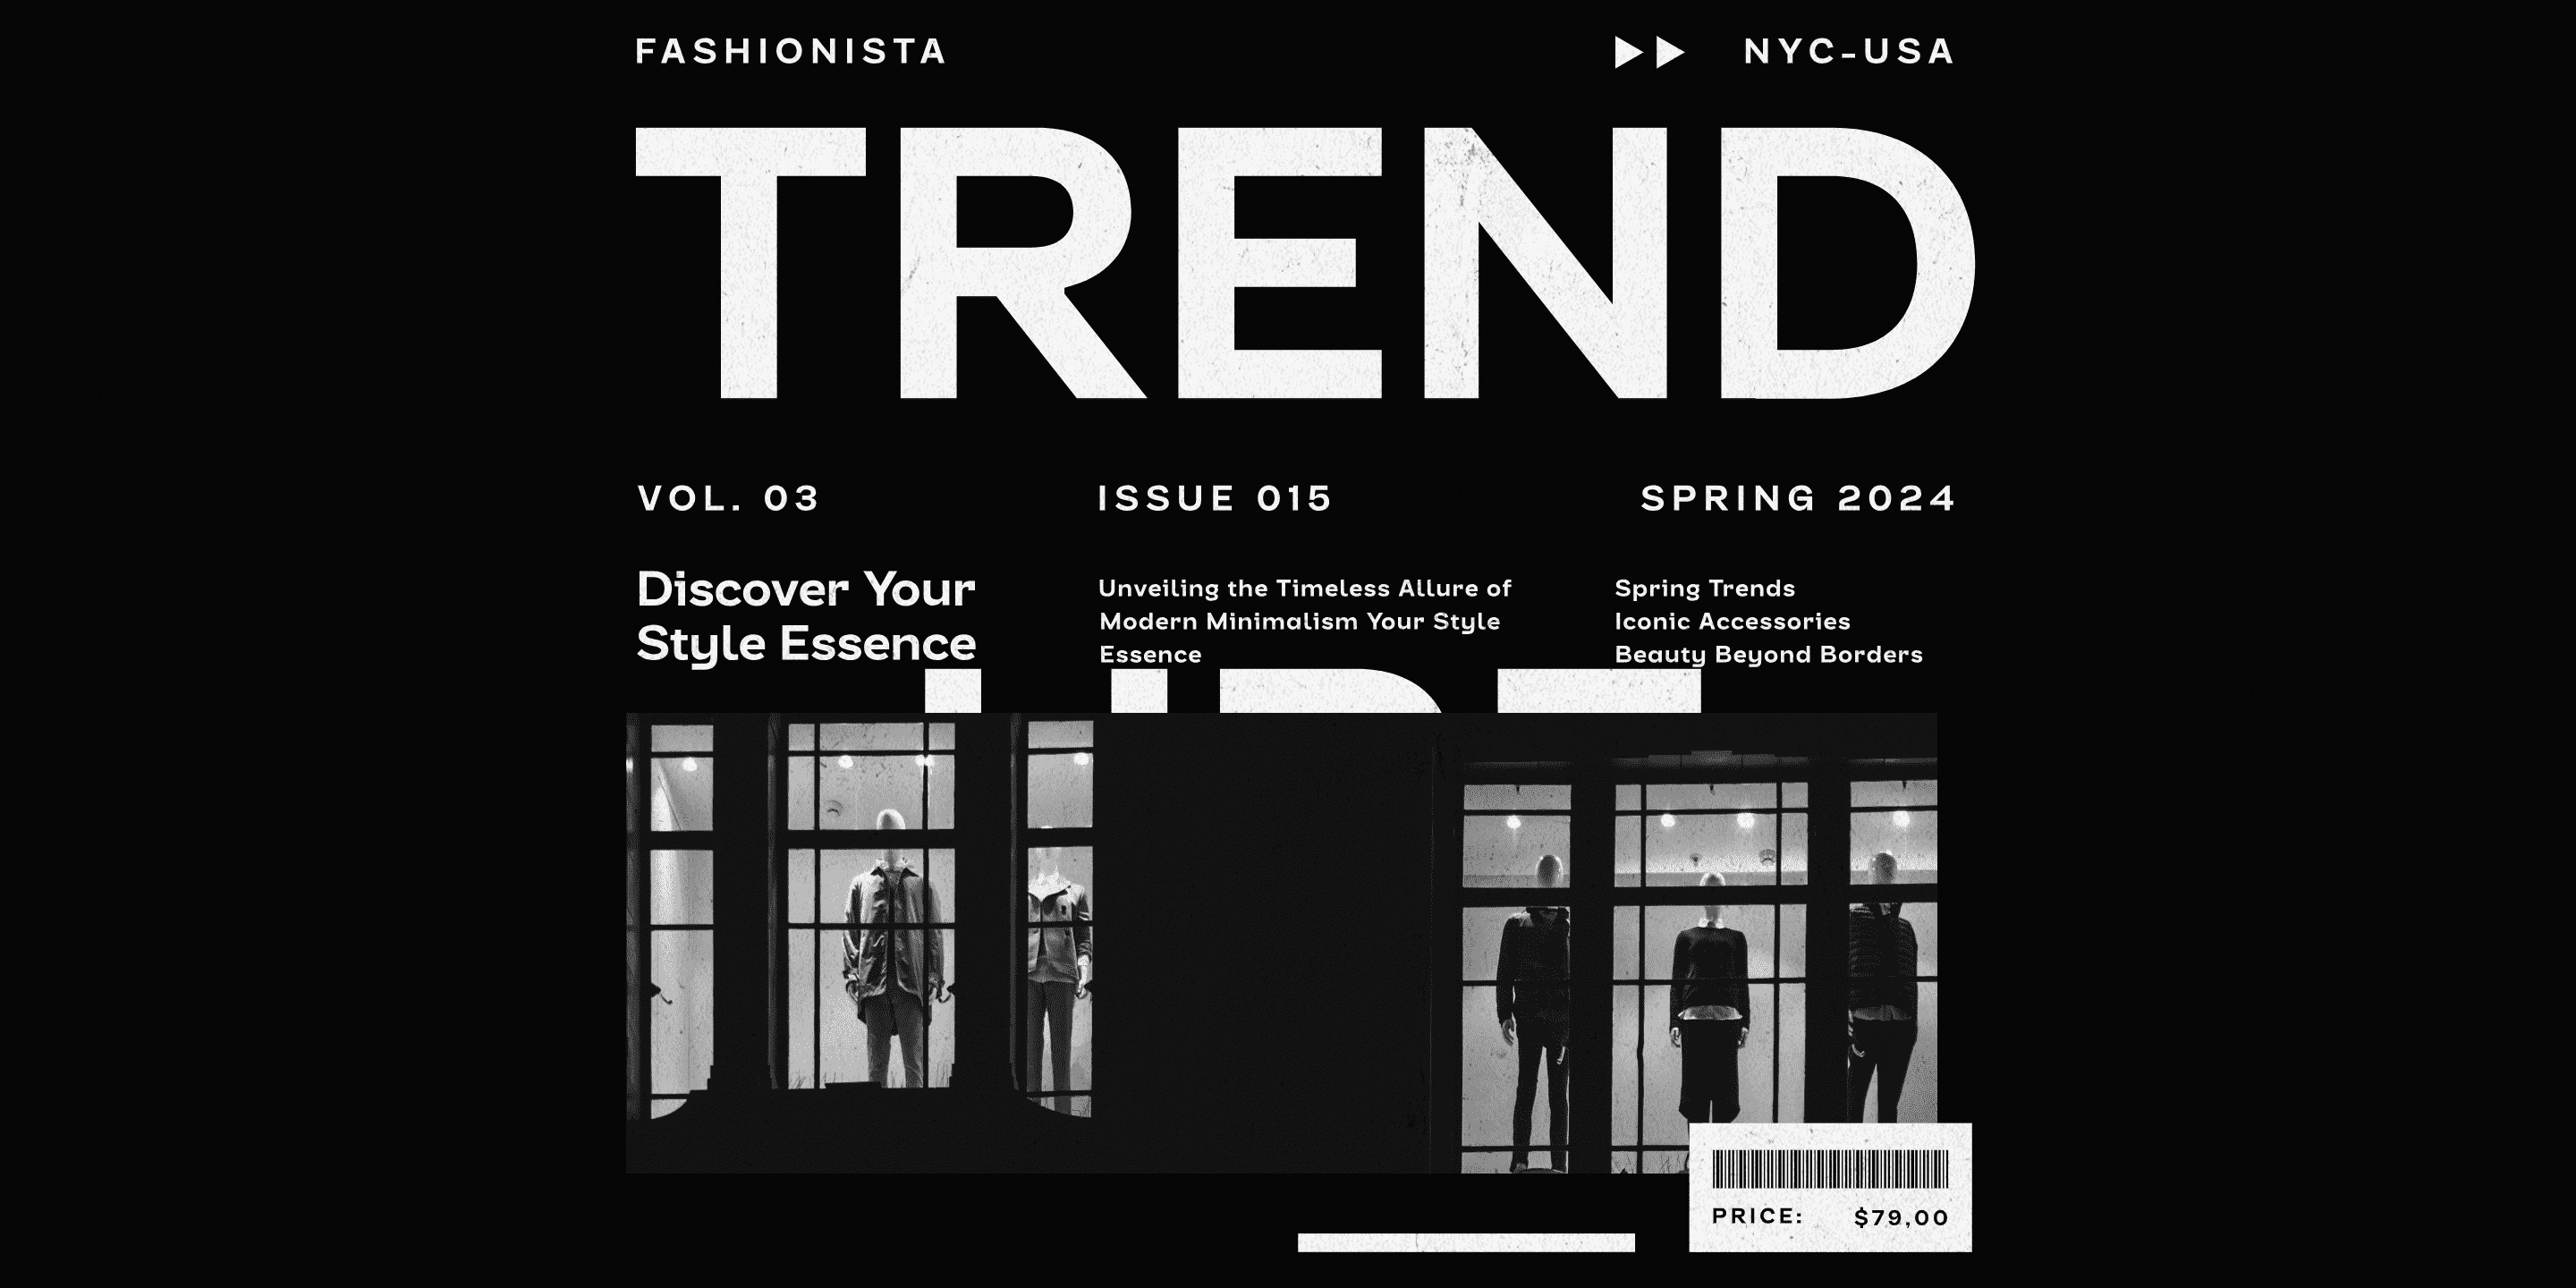 FASHIONISTA
NYC-USA
TREND
VOL. 03
ISSUE 015
SPRING 2024
Discover Your
Style Essence
Unveiling the Timeless Allure of
Modern Minimalism Your Style
Essence
Spring Trends
Iconic Accessories
Beauty Beyond Borders
PRICE: $79,00